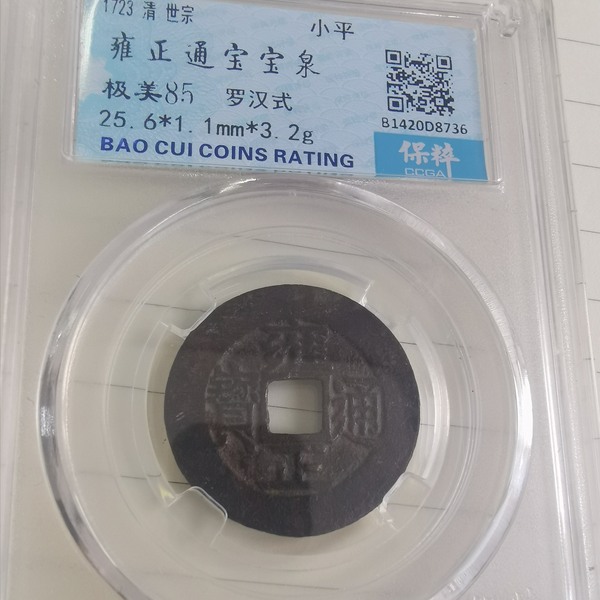 1723 清 世宗
小平
雍正通宝宝泉
极美85 罗汉式
25.6*1.1mm*3.2g
B1420D8736
BAO CUI COINS RATING
保粹
CCGA
雍
寶 通
正